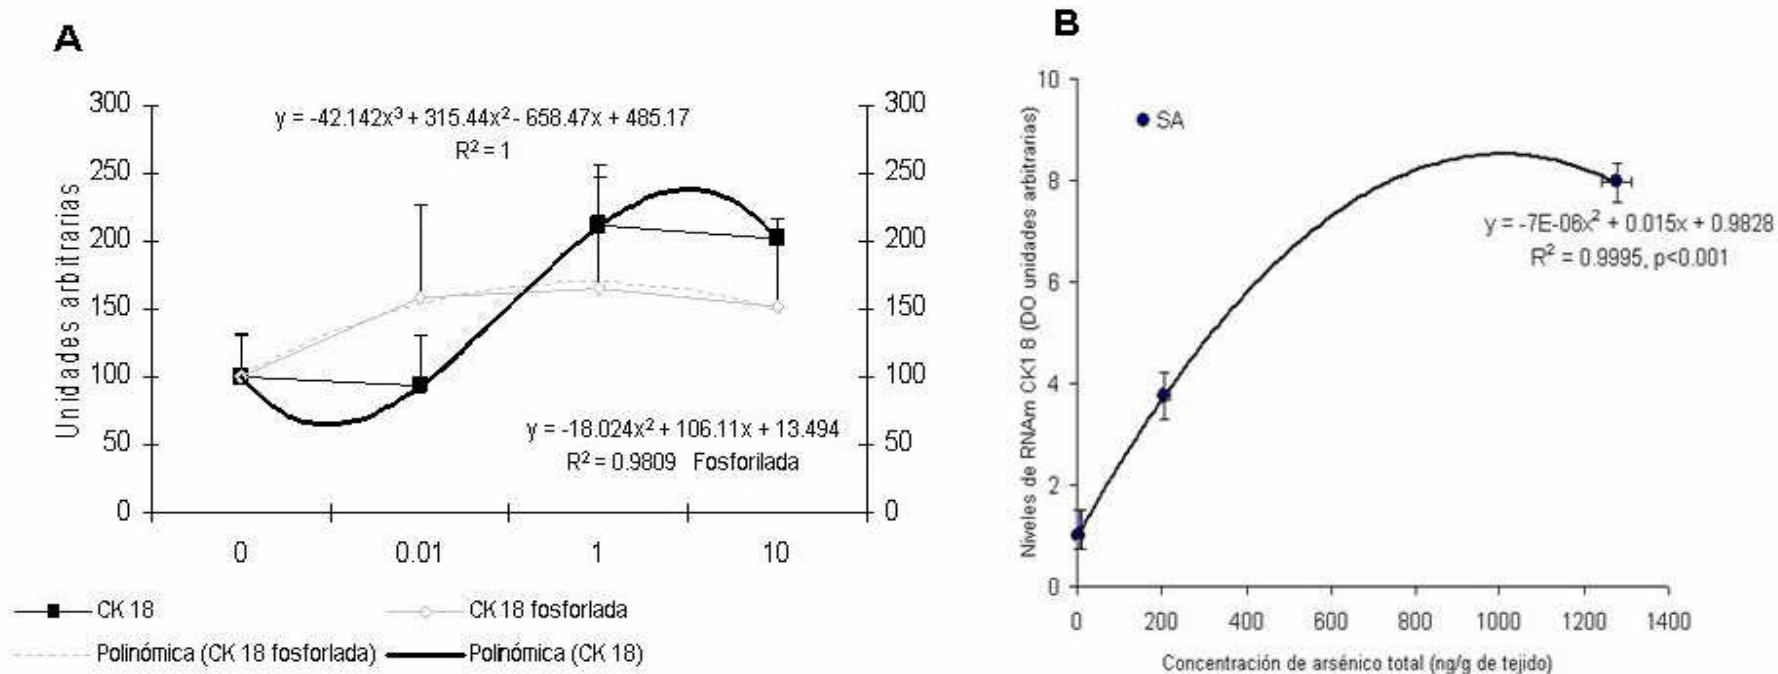 A
300
250
200
150
100
50
0
Unidades arbitrarias
y = -42.142x³ + 315.44x² - 658.47x + 485.17
R² = 1
y = -18.024x² + 106.11x + 13.494
R² = 0.9809 Fosforilada
300
250
200
150
100
50
0
0 0.01 1 10
CK 18
CK 18 fosforlada
Polinómica (CK 18 fosforlada)
Polinómica (CK 18)
B
10
8
6
4
2
0
Niveles de RNAm CK1 8 (DO unidades arbitrarias)
SA
y = -7E-06x² + 0.015x + 0.9828
R² = 0.9995, p<0.001
0 200 400 600 800 1000 1200 1400
Concentración de arsénico total (ng/g de tejido)